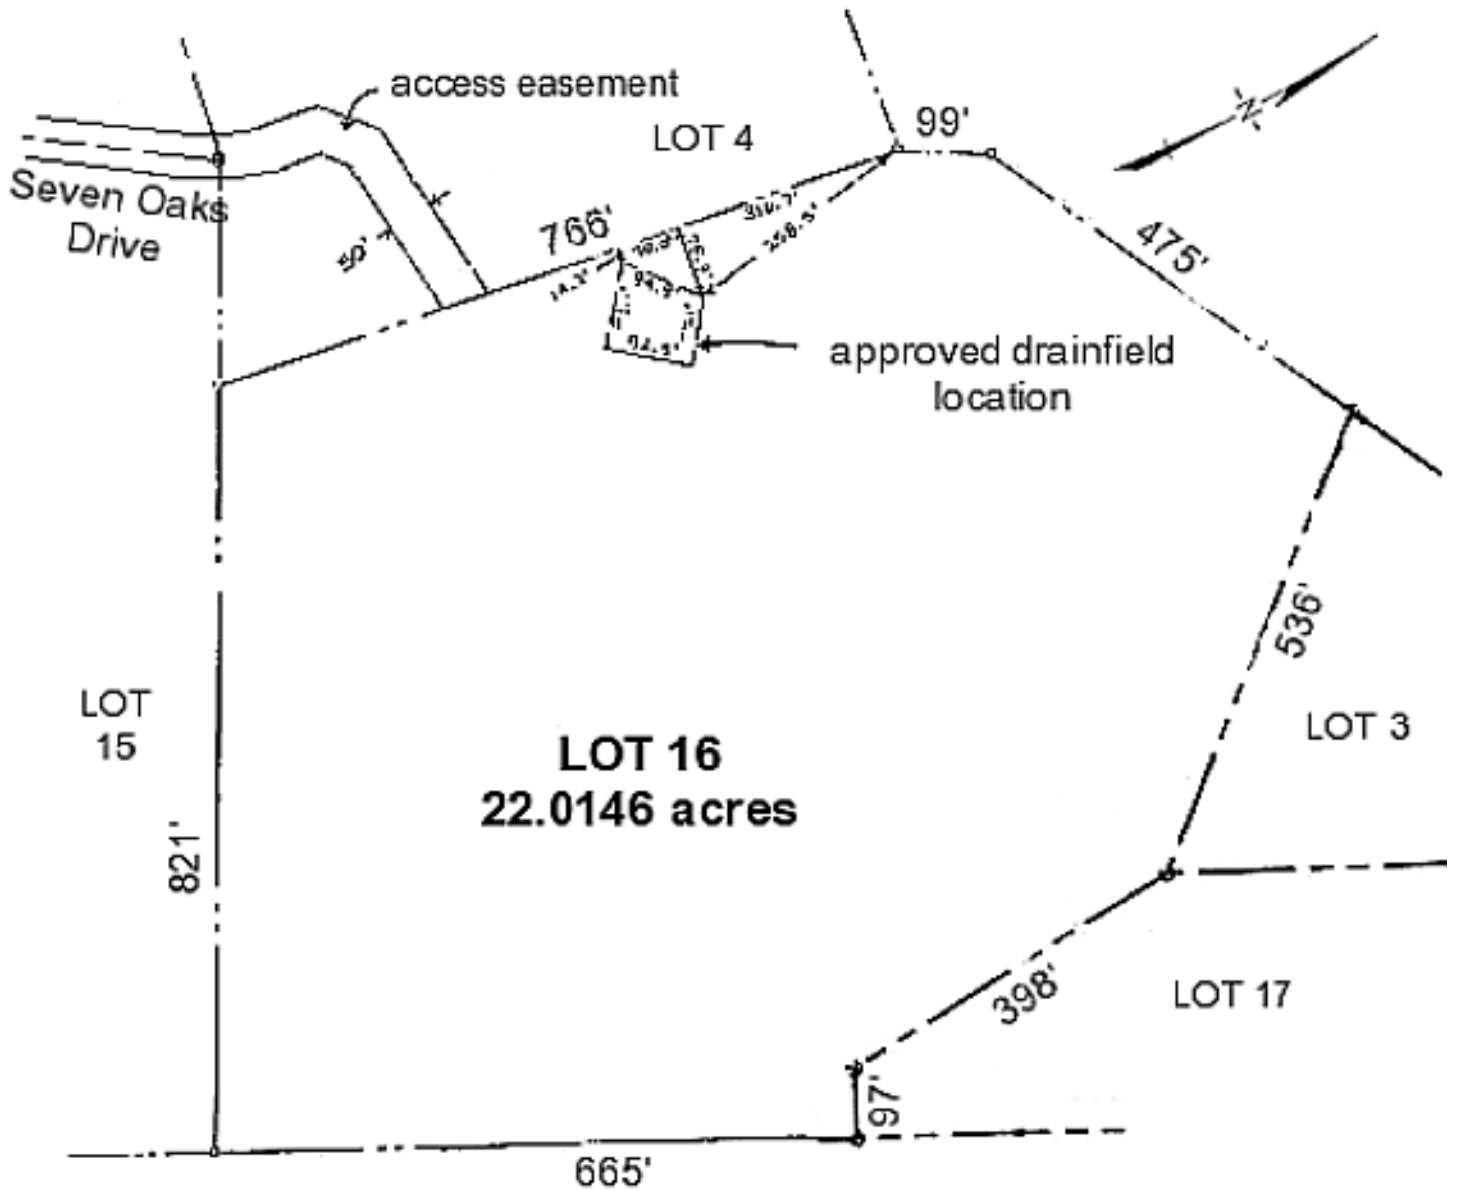 access easement
LOT 4
99'
N
Seven Oaks
Drive
50'
766'
475'
approved drainfield
location
536'
LOT
15
LOT 16
22.0146 acres
LOT 3
821'
398'
LOT 17
97'
665'